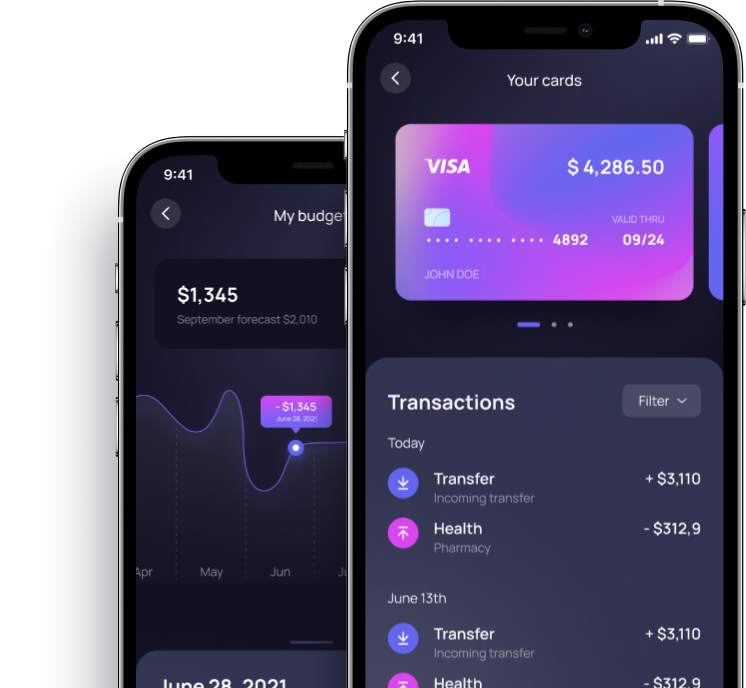 9:41
My budge
$1,345
September forecast $2,010
- $1,345
June 28, 2021
Apr
May
Jun
June 28, 2021
9:41
Your cards
VISA
$ 4,286.50
VALID THRU
4892
09/24
JOHN DOE
Transactions
Filter
Today
Transfer
+ $3,110
Incoming transfer
Health
- $312,9
Pharmacy
June 13th
Transfer
+ $3,110
Incoming transfer
Health
- $312,9